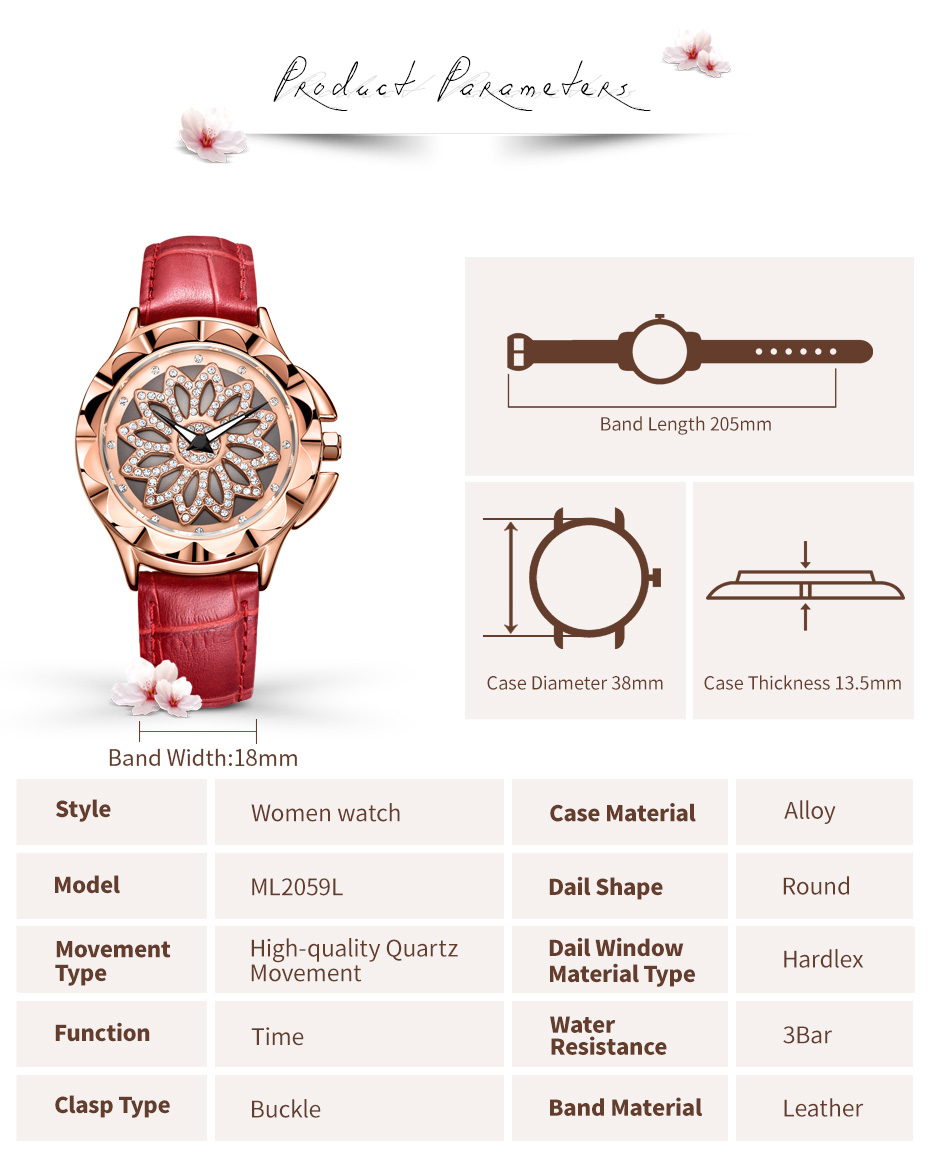 Product Parameters
Band Length 205mm
Case Diameter 38mm
Case Thickness 13.5mm
Band Width:18mm
Style
Women watch
Case Material
Alloy
Model
ML2059L
Dail Shape
Round
Movement
Type
High-quality Quartz
Movement
Dail Window
Material Type
Hardlex
Function
Time
Water
Resistance
3Bar
Clasp Type
Buckle
Band Material
Leather